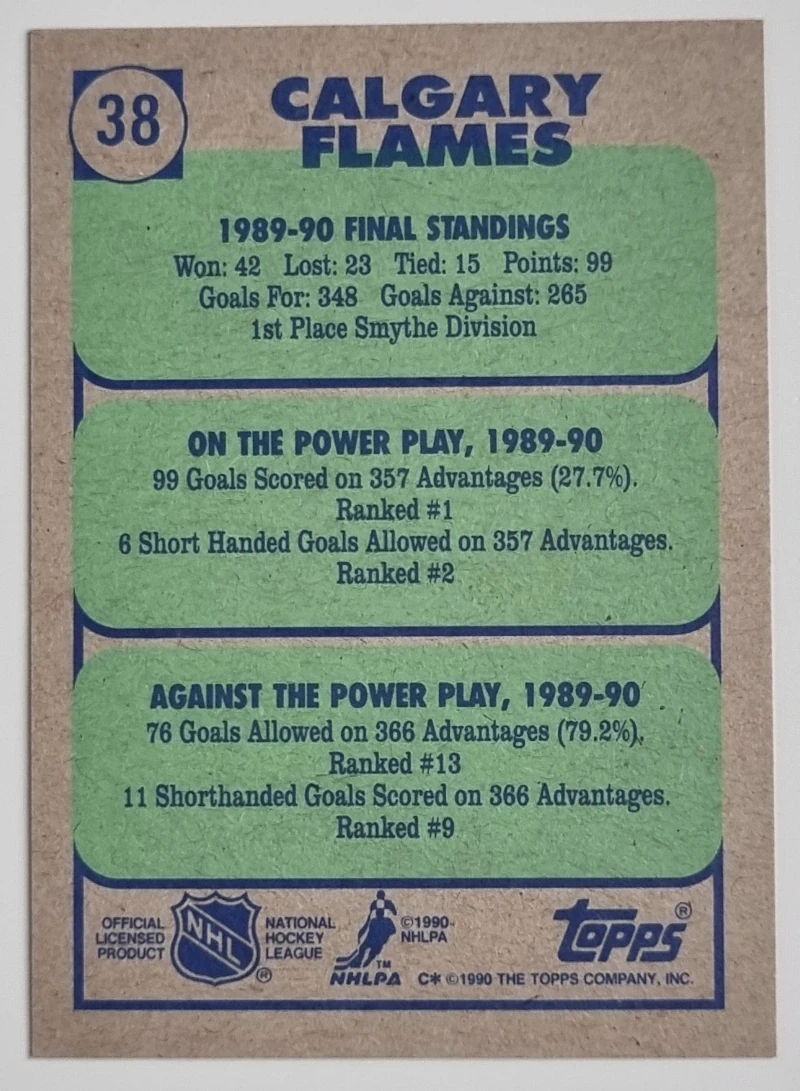 38
CALGARY
FLAMES
1989-90 FINAL STANDINGS
Won: 42 Lost: 23 Tied: 15 Points: 99
Goals For: 348 Goals Against: 265
1st Place Smythe Division
ON THE POWER PLAY, 1989-90
99 Goals Scored on 357 Advantages (27.7%).
Ranked #1
6 Short Handed Goals Allowed on 357 Advantages.
Ranked #2
AGAINST THE POWER PLAY, 1989-90
76 Goals Allowed on 366 Advantages (79.2%).
Ranked #13
11 Shorthanded Goals Scored on 366 Advantages.
Ranked #9
OFFICIAL
LICENSED
PRODUCT
NHL
®
NATIONAL
HOCKEY
LEAGUE
TM
NHLPA
©1990
NHLPA
Topps®
C* ©1990 THE TOPPS COMPANY, INC.